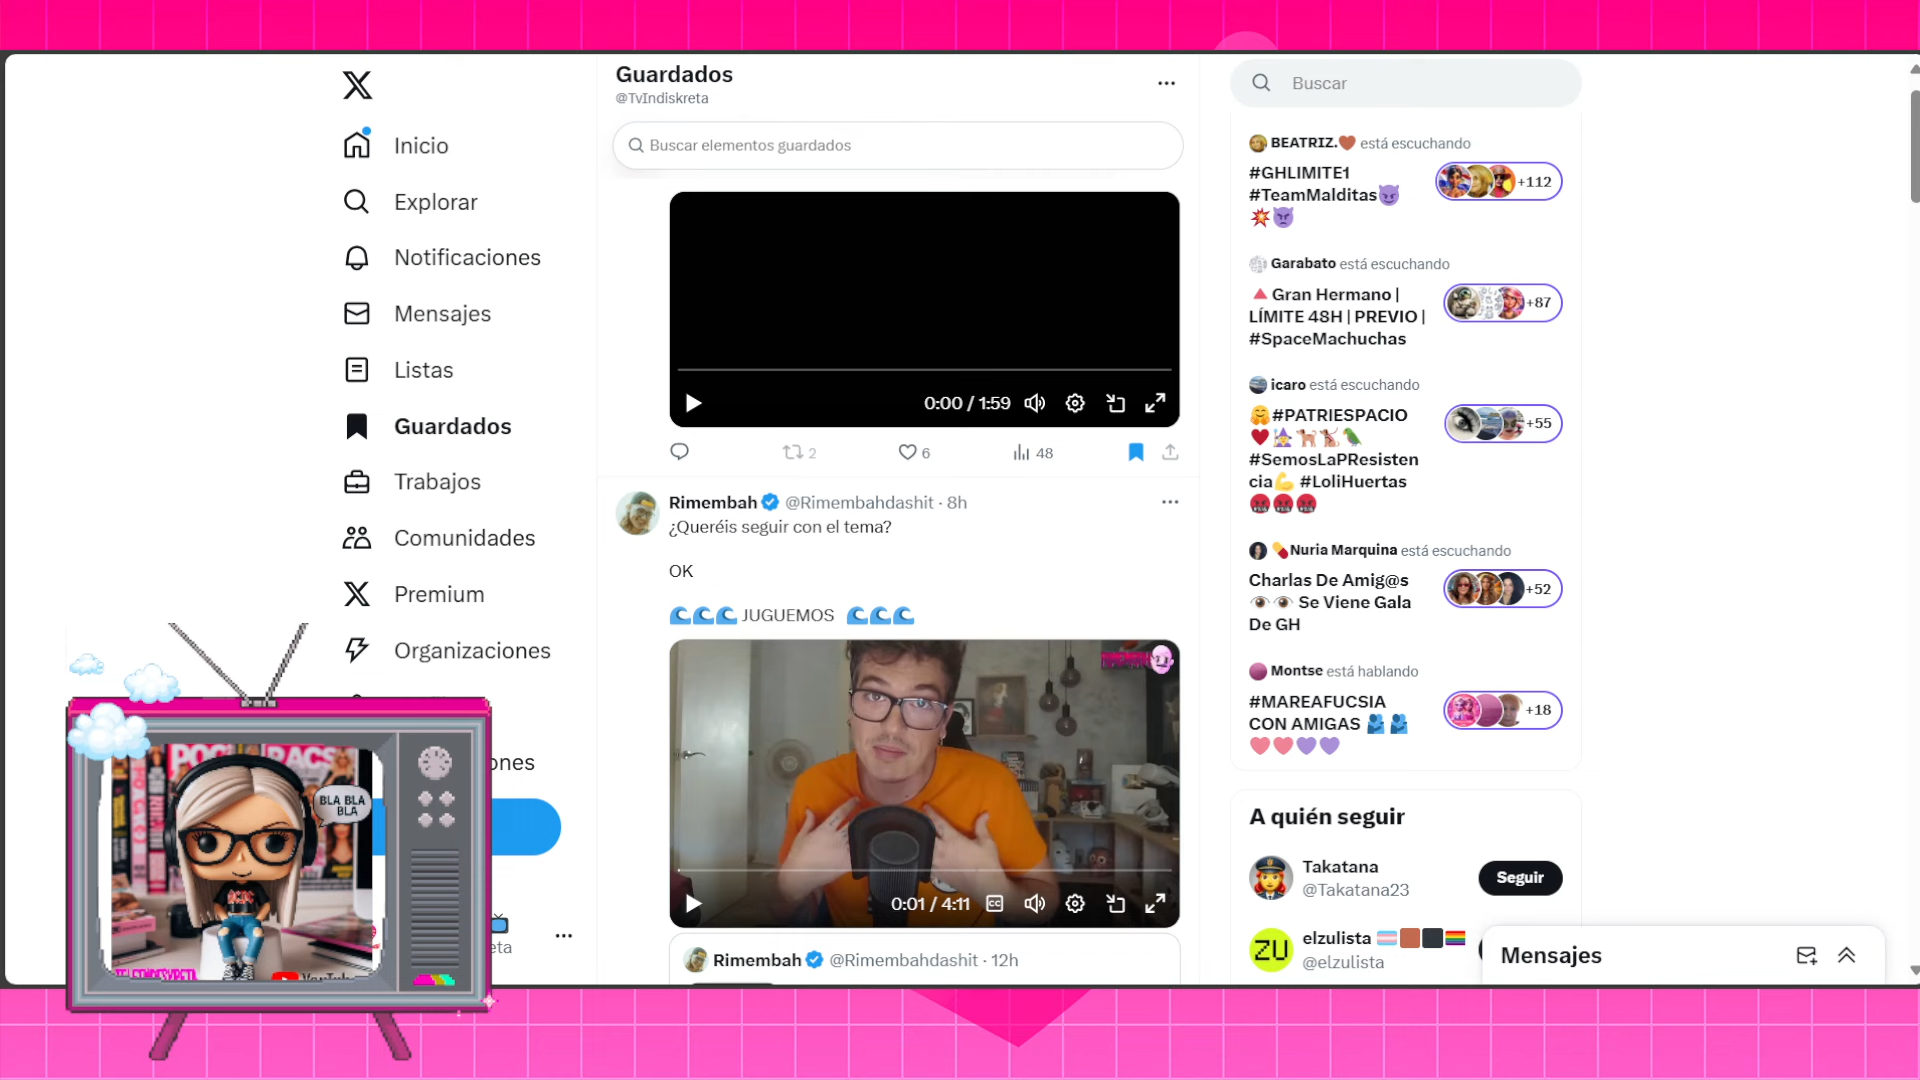 Inicio
Explorar
Notificaciones
Mensajes
Listas
Guardados
Trabajos
Comunidades
Premium
Organizaciones
ones
eta
BLA BLA
BLA
YouTube
Guardados
@TvIndiskreta
Buscar elementos guardados
0:00 / 1:59
2
6
48
Rimembah @Rimembahdashit · 8h
¿Queréis seguir con el tema?
OK
🌊🌊🌊 JUGUEMOS 🌊🌊🌊
0:01 / 4:11
CC
Rimembah @Rimembahdashit · 12h
Buscar
BEATRIZ.🤎 está escuchando
#GHLIMITE1
#TeamMalditas😈
💥👿
+112
Garabato está escuchando
🔺 Gran Hermano |
LÍMITE 48H | PREVIO |
#SpaceMachuchas
+87
icaro está escuchando
🤗#PATRIESPACIO
#SemosLaPResisten
cia💪 #LoliHuertas
🤬🤬🤬
+55
💊Nuria Marquina está escuchando
Charlas De Amig@s
👁️👁️ Se Viene Gala
De GH
+52
Montse está hablando
#MAREAFUCSIA
CON AMIGAS 🫂🫂
+18
A quién seguir
Takatana
@Takatana23
Seguir
ZU
elzulista
@elzulista
Mensajes